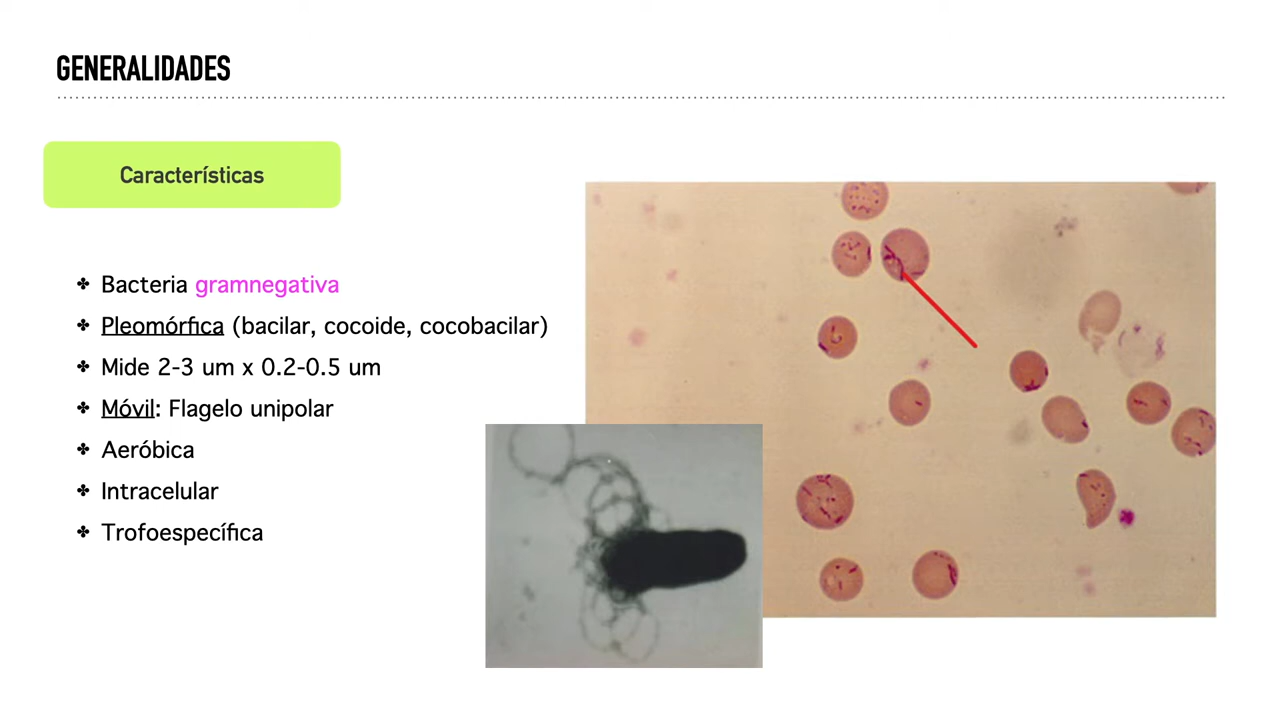 GENERALIDADES
Características
✤ Bacteria gramnegativa
✤ Pleomórfica (bacilar, cocoide, cocobacilar)
✤ Mide 2-3 um x 0.2-0.5 um
✤ Móvil: Flagelo unipolar
✤ Aeróbica
✤ Intracelular
✤ Trofoespecífica